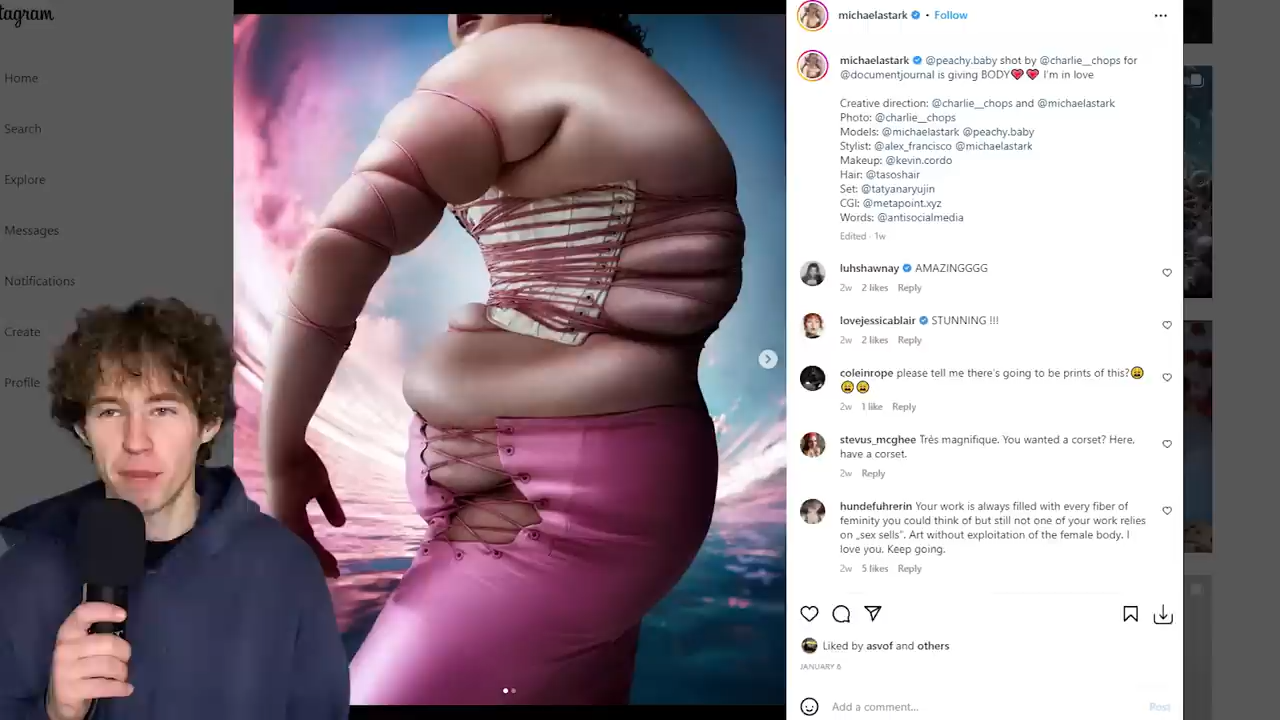 tagram
Home
Search
Explore
Messages
Notifications
Create
Profile
michaelastark • Follow
michaelastark @peachy.baby shot by @charlie__chops for
@documentjournal is giving BODY💗💗 I'm in love
Creative direction: @charlie__chops and @michaelastark
Photo: @charlie__chops
Models: @michaelastark @peachy.baby
Stylist: @alex_francisco @michaelastark
Makeup: @kevin.cordo
Hair: @tasoshair
Set: @tatyanaryujin
CGI: @metapoint.xyz
Words: @antisocialmedia
Edited · 1w
luhshawnay AMAZINGGGG
2w 2 likes Reply
lovejessicablair STUNNING !!!
2w 2 likes Reply
coleinrope please tell me there's going to be prints of this?😩
😩😩
2w 1 like Reply
stevus_mcghee Très magnifique. You wanted a corset? Here,
have a corset.
2w Reply
hundefuhrerin Your work is always filled with every fiber of
feminity you could think of but still not one of your work relies
on „sex sells". Art without exploitation of the female body. I
love you. Keep going.
2w 5 likes Reply
Liked by asvof and others
JANUARY 6
Add a comment...
Post